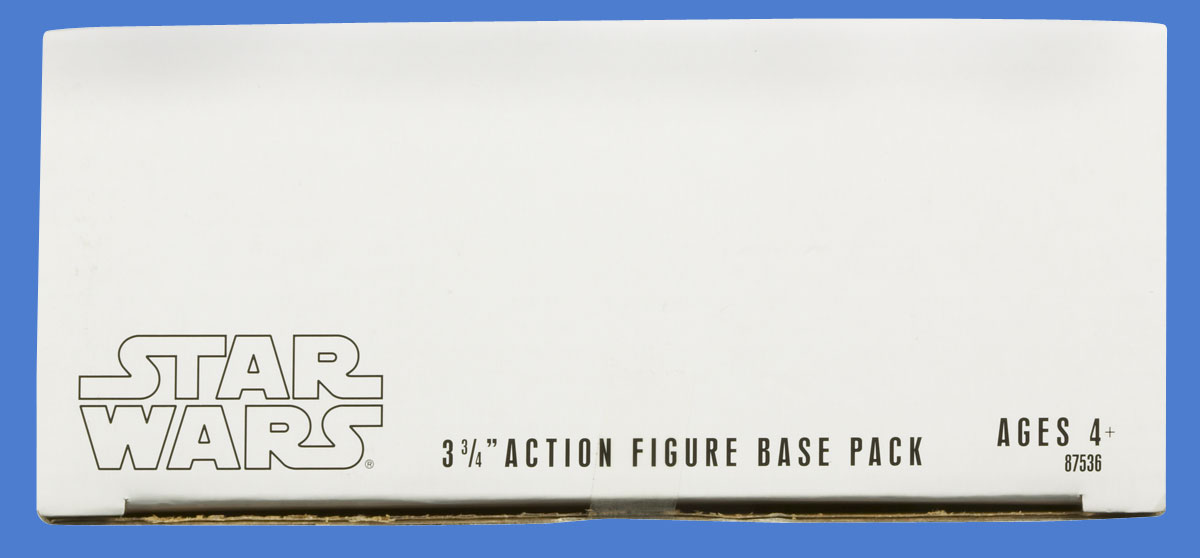 STAR
WARS®
3 3/4" ACTION FIGURE BASE PACK
AGES 4+
87536